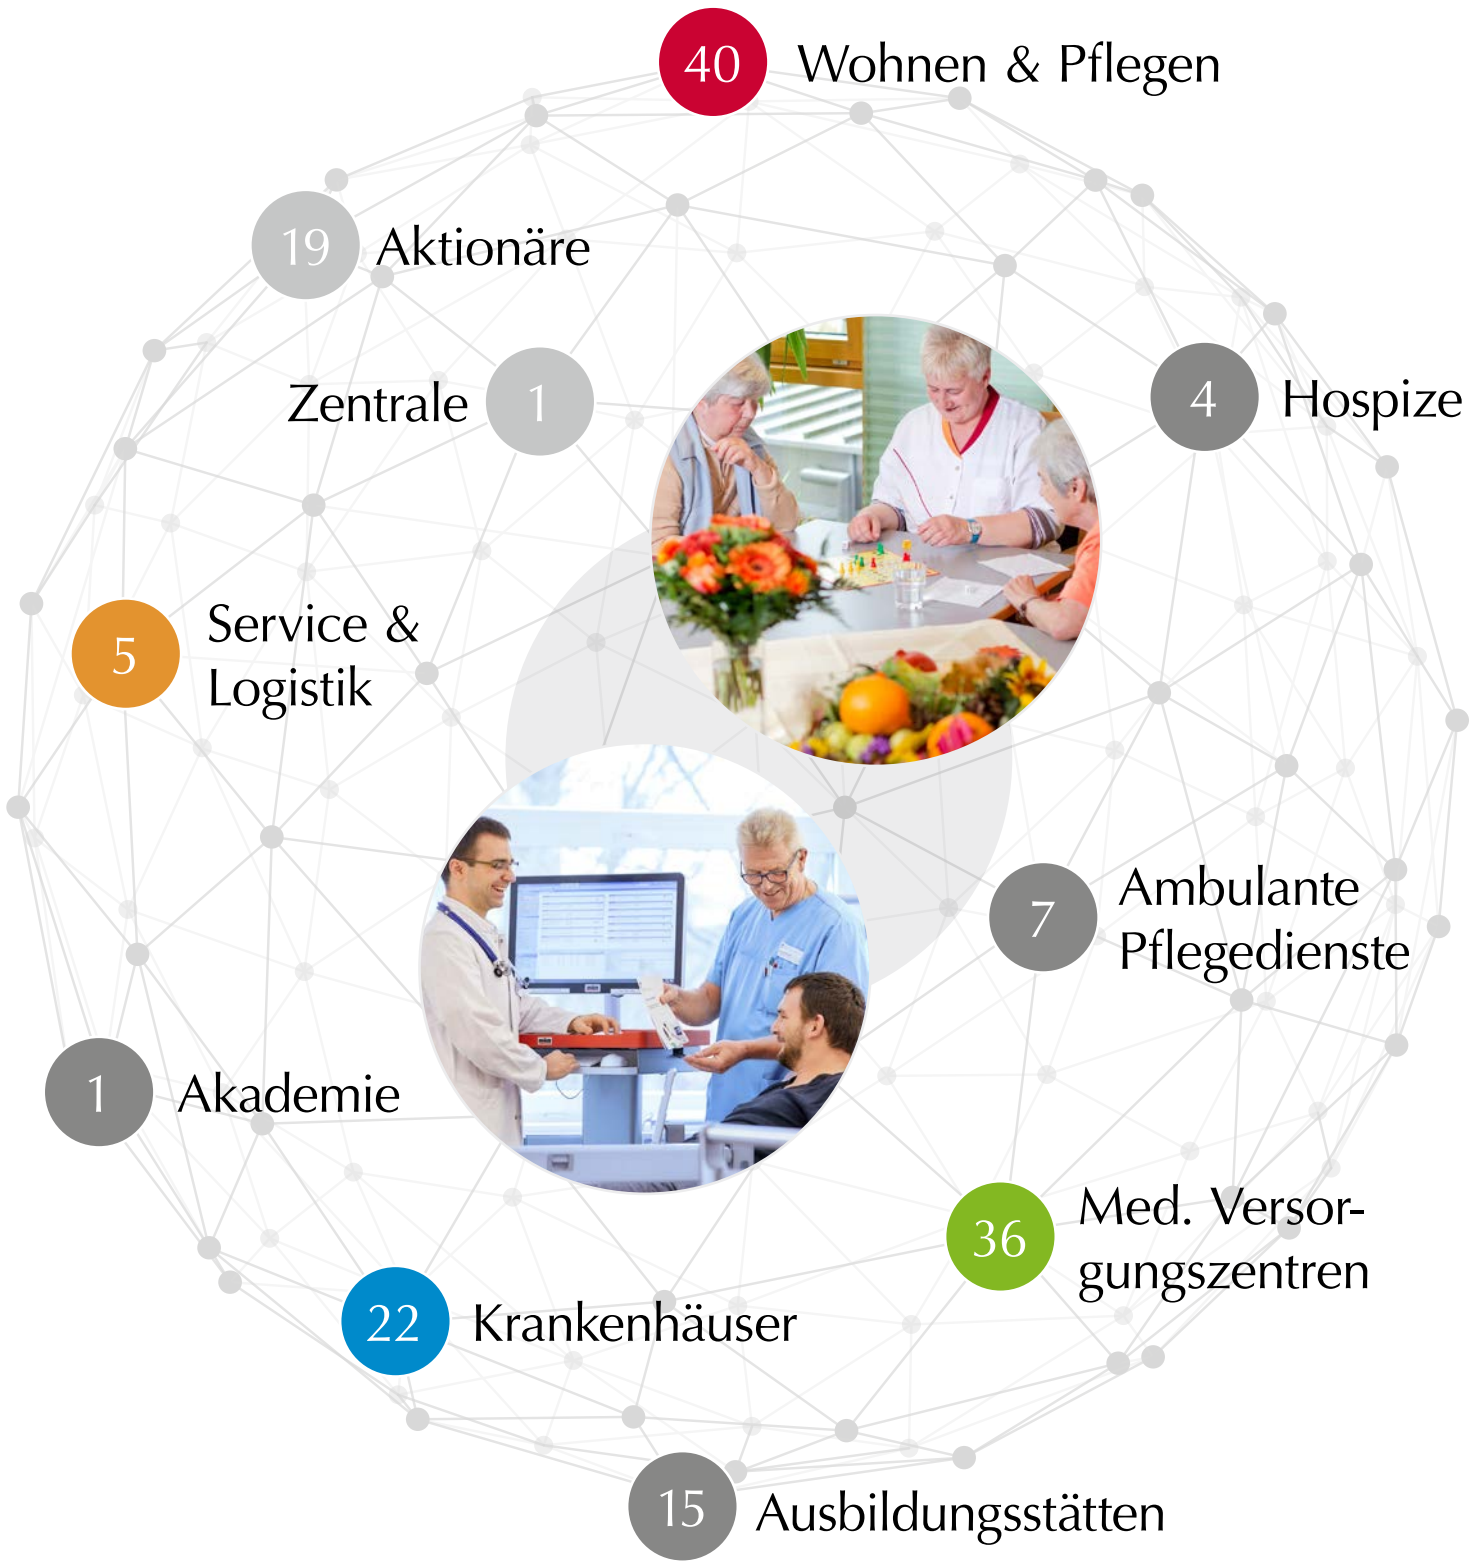 40 Wohnen & Pflegen
19 Aktionäre
Zentrale 1
4 Hospize
5 Service &
Logistik
7 Ambulante
Pflegedienste
1 Akademie
36 Med. Versor-
gungszentren
22 Krankenhäuser
15 Ausbildungsstätten